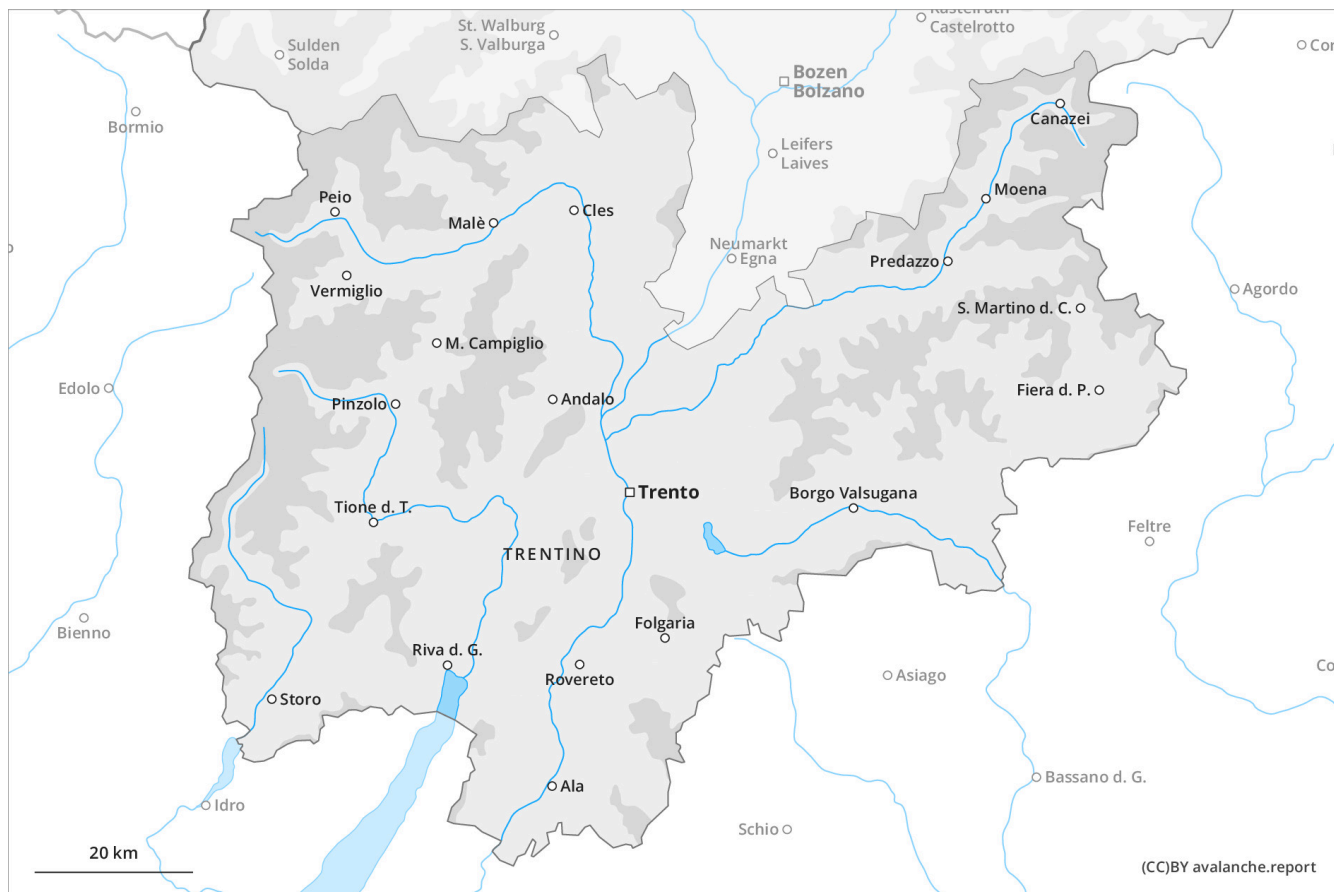 Kastelruth
Castelrotto
St. Walburg
S. Valburga
Sulden
Solda
Bozen
Bolzano
Bormio
Canazei
Leifers
Laives
Peio
Moena
Malè
Cles
Neumarkt
Egna
Predazzo
Vermiglio
Agordo
S. Martino d. C.
M. Campiglio
Edolo
Fiera d. P.
Pinzolo
Andalo
Trento
Borgo Valsugana
Tione d. T.
Feltre
TRENTINO
Bienno
Folgaria
Riva d. G.
Rovereto
Asiago
Storo
Bassano d. G.
Ala
Idro
Schio
20 km
(CC)BY avalanche.report